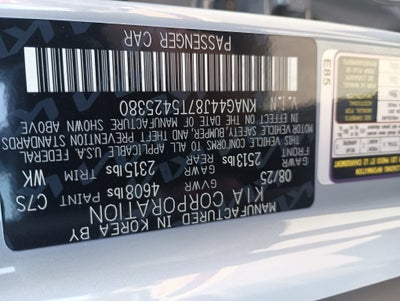 MANUFACTURED IN KOREA BY
KIA CORPORATION
08/25 GVWR 4608lbs PAINT C7S
GAWR FRONT 2513lbs GAWR REAR 2315lbs TRIM WK
THIS VEHICLE CONFORMS TO ALL APPLICABLE U.S.A. FEDERAL
MOTOR VEHICLE SAFETY, BUMPER, AND THEFT PREVENTION STANDARDS
IN EFFECT ON THE DATE OF MANUFACTURE SHOWN ABOVE
V.I.N: KNAG44J87T5425380
PASSENGER CAR
E85